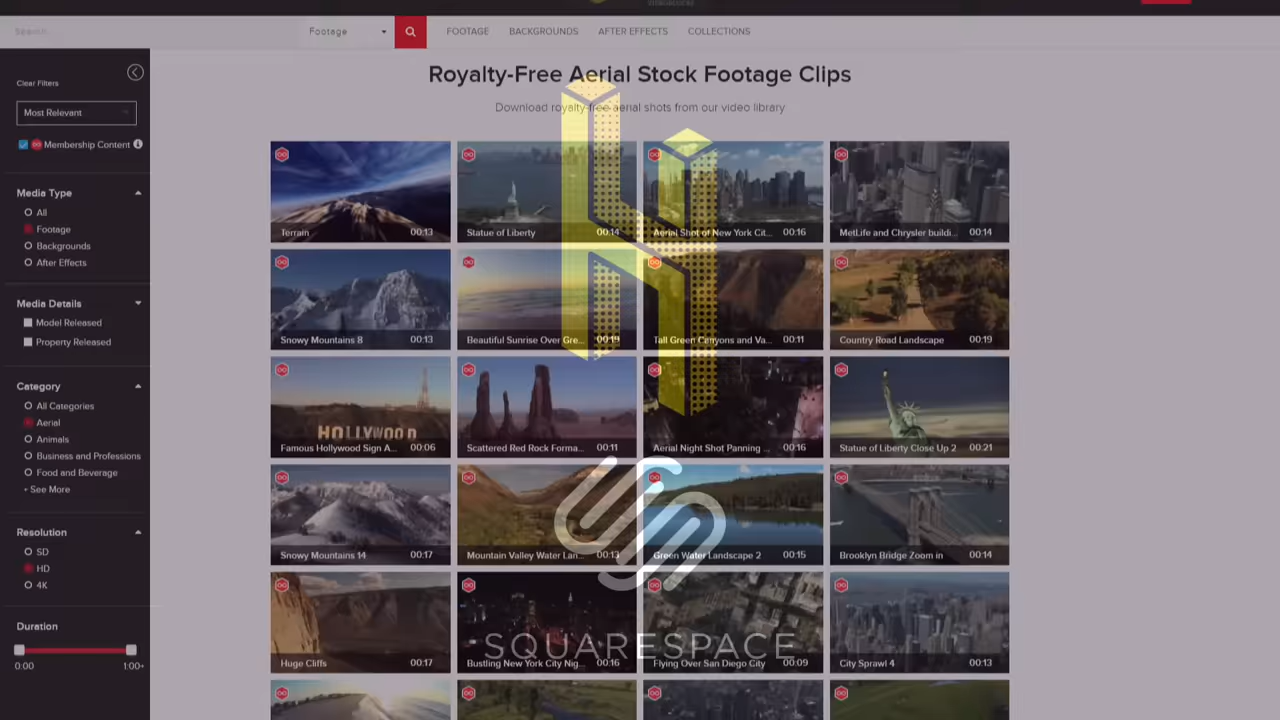 Search
Footage
FOOTAGE
BACKGROUNDS
AFTER EFFECTS
COLLECTIONS
Clear Filters
Most Relevant
Membership Content
Media Type
All
Footage
Backgrounds
After Effects
Media Details
Model Released
Property Released
Category
All Categories
Aerial
Animals
Business and Professions
Food and Beverage
+ See More
Resolution
SD
HD
4K
Duration
0:00 1:00+
Royalty-Free Aerial Stock Footage Clips
Download royalty-free aerial shots from our video library
Terrain 00:13
Statue of Liberty 00:14
Aerial Shot of New York Cit... 00:16
MetLife and Chrysler buildi... 00:14
Snowy Mountains 8 00:13
Beautiful Sunrise Over Gre... 00:19
Tall Green Canyons and Va... 00:11
Country Road Landscape 00:19
HOLLYWOOD
Famous Hollywood Sign A... 00:06
Scattered Red Rock Forma... 00:11
Aerial Night Shot Panning ... 00:16
Statue of Liberty Close Up 2 00:21
Snowy Mountains 14 00:17
Mountain Valley Water Lan... 00:13
Green Water Landscape 2 00:15
Brooklyn Bridge Zoom in 00:14
Huge Cliffs 00:17
Bustling New York City Nig... 00:16
Flying Over San Diego City 00:09
City Sprawl 4 00:13
SQUARESPACE